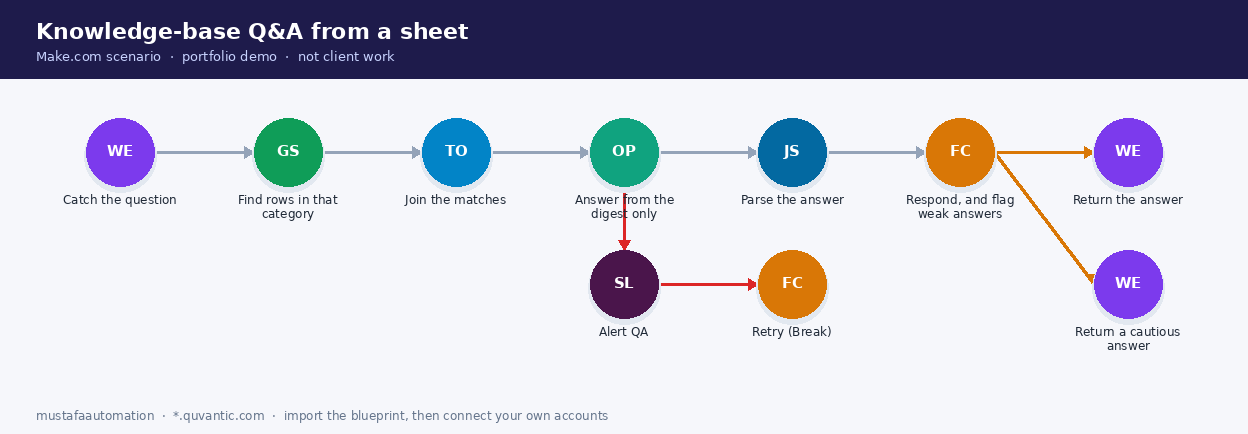 Knowledge-base Q&A from a sheet
Make.com scenario · portfolio demo · not client work
WE
GS
TO
OP
JS
FC
WE
Catch the question
Find rows in that
category
Join the matches
Answer from the
digest only
Parse the answer
Respond, and flag
weak answers
Return the answer
SL
FC
WE
Alert QA
Retry (Break)
Return a cautious
answer
mustafaautomation · *.quvantic.com · import the blueprint, then connect your own accounts